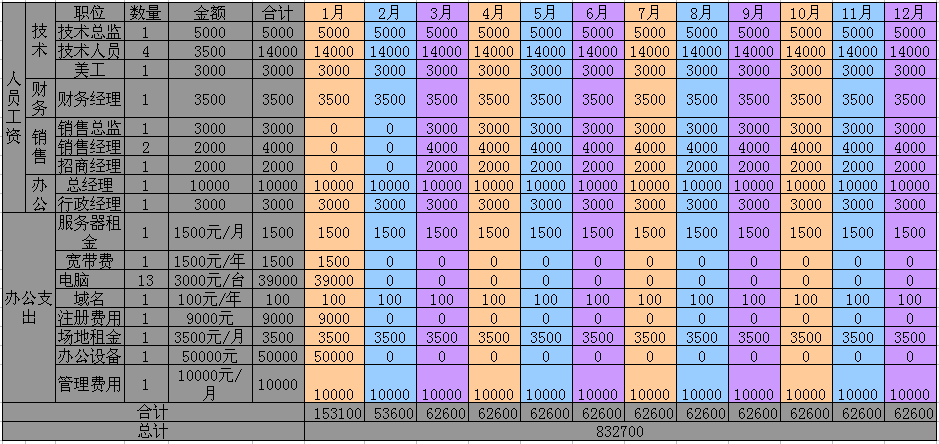 职位 数量 金额 合计 1月 2月 3月 4月 5月 6月 7月 8月 9月 10月 11月 12月
人员工资
技术
技术总监 1 5000 5000 5000 5000 5000 5000 5000 5000 5000 5000 5000 5000 5000 5000
技术人员 4 3500 14000 14000 14000 14000 14000 14000 14000 14000 14000 14000 14000 14000 14000
美工 1 3000 3000 3000 3000 3000 3000 3000 3000 3000 3000 3000 3000 3000 3000
财务
财务经理 1 3500 3500 3500 3500 3500 3500 3500 3500 3500 3500 3500 3500 3500 3500
销售
销售总监 1 3000 3000 0 0 3000 3000 3000 3000 3000 3000 3000 3000 3000 3000
销售经理 2 2000 4000 0 0 4000 4000 4000 4000 4000 4000 4000 4000 4000 4000
招商经理 1 2000 2000 0 0 2000 2000 2000 2000 2000 2000 2000 2000 2000 2000
办公
总经理 1 10000 10000 10000 10000 10000 10000 10000 10000 10000 10000 10000 10000 10000 10000
行政经理 1 3000 3000 3000 3000 3000 3000 3000 3000 3000 3000 3000 3000 3000 3000
办公支出
服务器租金 1 1500元/月 1500 1500 1500 1500 1500 1500 1500 1500 1500 1500 1500 1500 1500
宽带费 1 1500元/年 1500 1500 0 0 0 0 0 0 0 0 0 0 0
电脑 13 3000元/台 39000 39000 0 0 0 0 0 0 0 0 0 0 0
域名 1 100元/年 100 100 100 100 100 100 100 100 100 100 100 100 100
注册费用 1 9000元 9000 9000 0 0 0 0 0 0 0 0 0 0 0
场地租金 1 3500元/月 3500 3500 3500 3500 3500 3500 3500 3500 3500 3500 3500 3500 3500
办公设备 1 50000元 50000 50000 0 0 0 0 0 0 0 0 0 0 0
管理费用 1 10000元/月 10000 10000 10000 10000 10000 10000 10000 10000 10000 10000 10000 10000 10000
合计 153100 53600 62600 62600 62600 62600 62600 62600 62600 62600 62600 62600
总计 832700